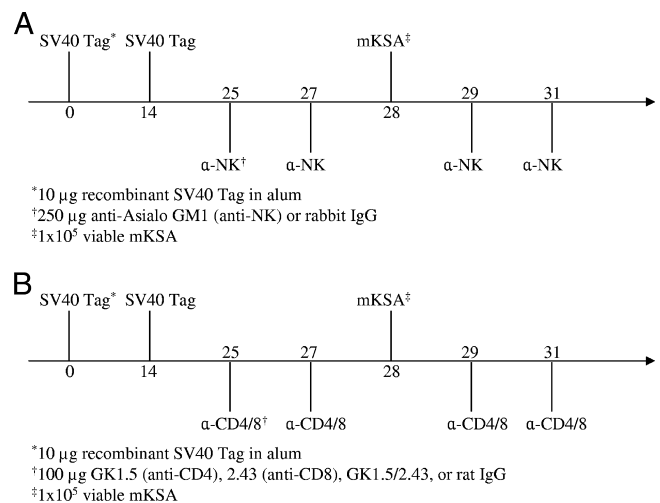 A
SV40 Tag* SV40 Tag mKSA‡
25 27 29 31
0 14 28
α-NK† α-NK α-NK α-NK
*10 μg recombinant SV40 Tag in alum
†250 μg anti-Asialo GM1 (anti-NK) or rabbit IgG
‡1x10⁵ viable mKSA
B
SV40 Tag* SV40 Tag mKSA‡
25 27 29 31
0 14 28
α-CD4/8† α-CD4/8 α-CD4/8 α-CD4/8
*10 μg recombinant SV40 Tag in alum
†100 μg GK1.5 (anti-CD4), 2.43 (anti-CD8), GK1.5/2.43, or rat IgG
‡1x10⁵ viable mKSA